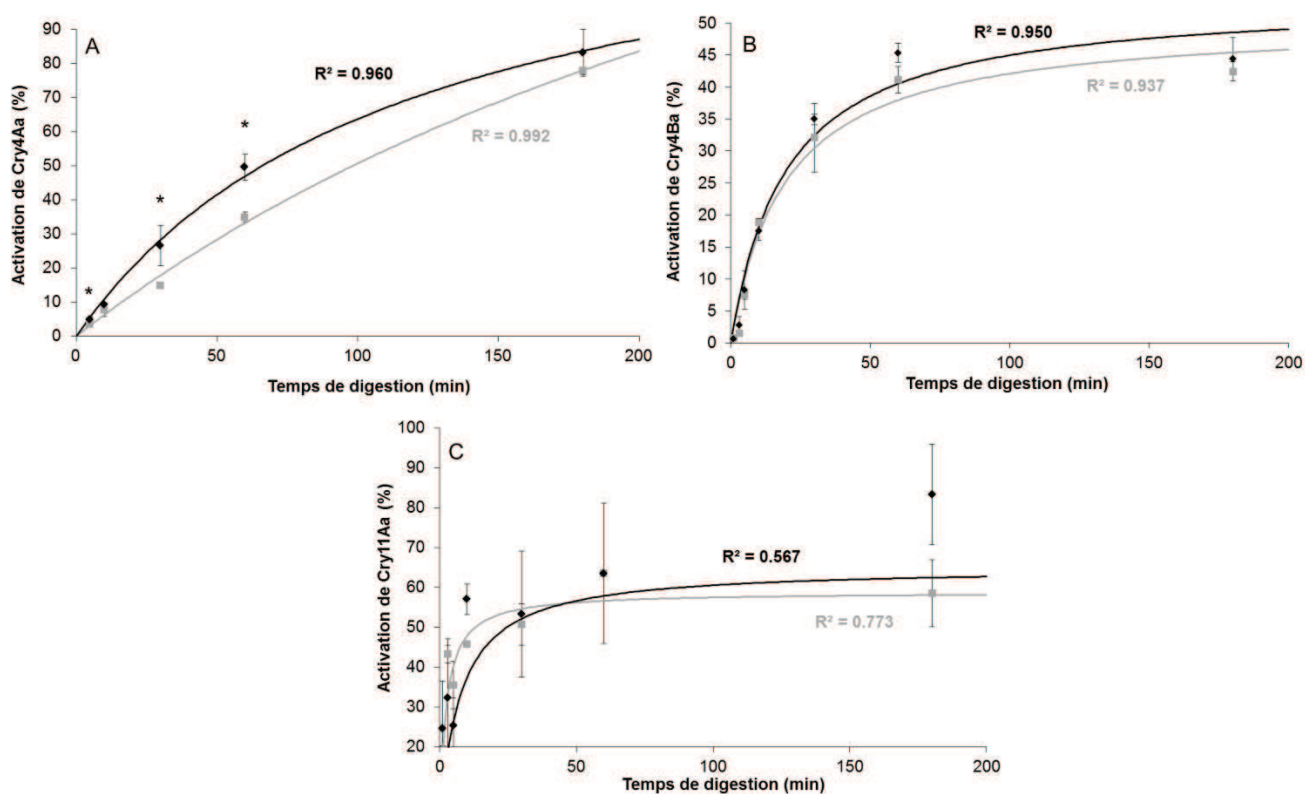 A
Activation de Cry4Aa (%)
90
80
70
60
50
40
30
20
10
0
R² = 0.960
R² = 0.992
*
*
*
0 50 100 150 200
Temps de digestion (min)
B
Activation de Cry4Ba (%)
50
45
40
35
30
25
20
15
10
5
0
R² = 0.950
R² = 0.937
0 50 100 150 200
Temps de digestion (min)
C
Activation de Cry11Aa (%)
100
90
80
70
60
50
40
30
20
R² = 0.567
R² = 0.773
0 50 100 150 200
Temps de digestion (min)